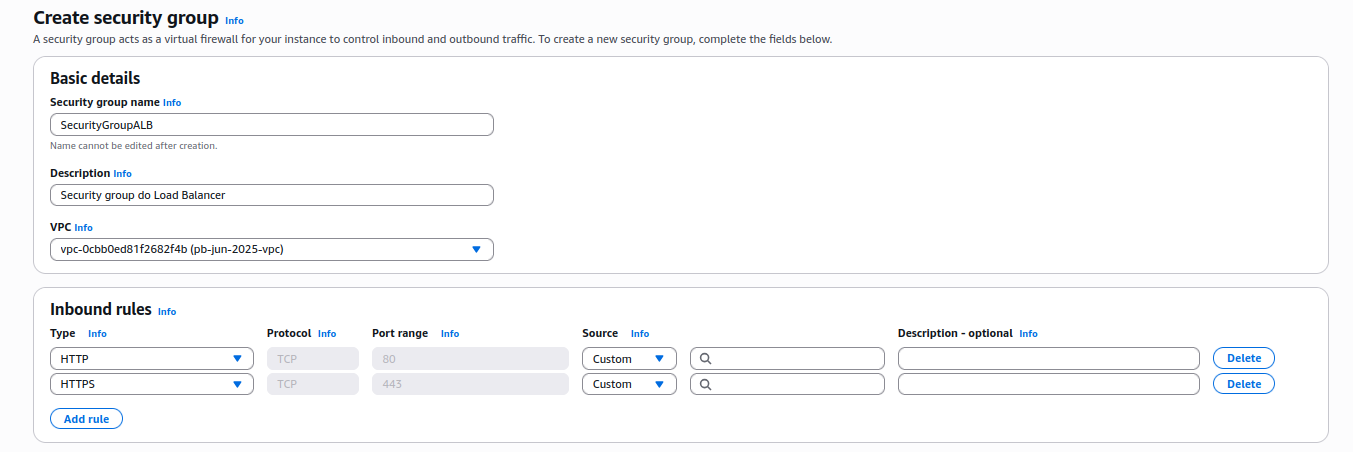 Create security group Info
A security group acts as a virtual firewall for your instance to control inbound and outbound traffic. To create a new security group, complete the fields below.
Basic details
Security group name Info
SecurityGroupALB
Name cannot be edited after creation.
Description Info
Security group do Load Balancer
VPC Info
vpc-0cbb0ed81f2682f4b (pb-jun-2025-vpc)
Inbound rules Info
Type Info Protocol Info Port range Info Source Info Description - optional Info
HTTP TCP 80 Custom Delete
HTTPS TCP 443 Custom Delete
Add rule